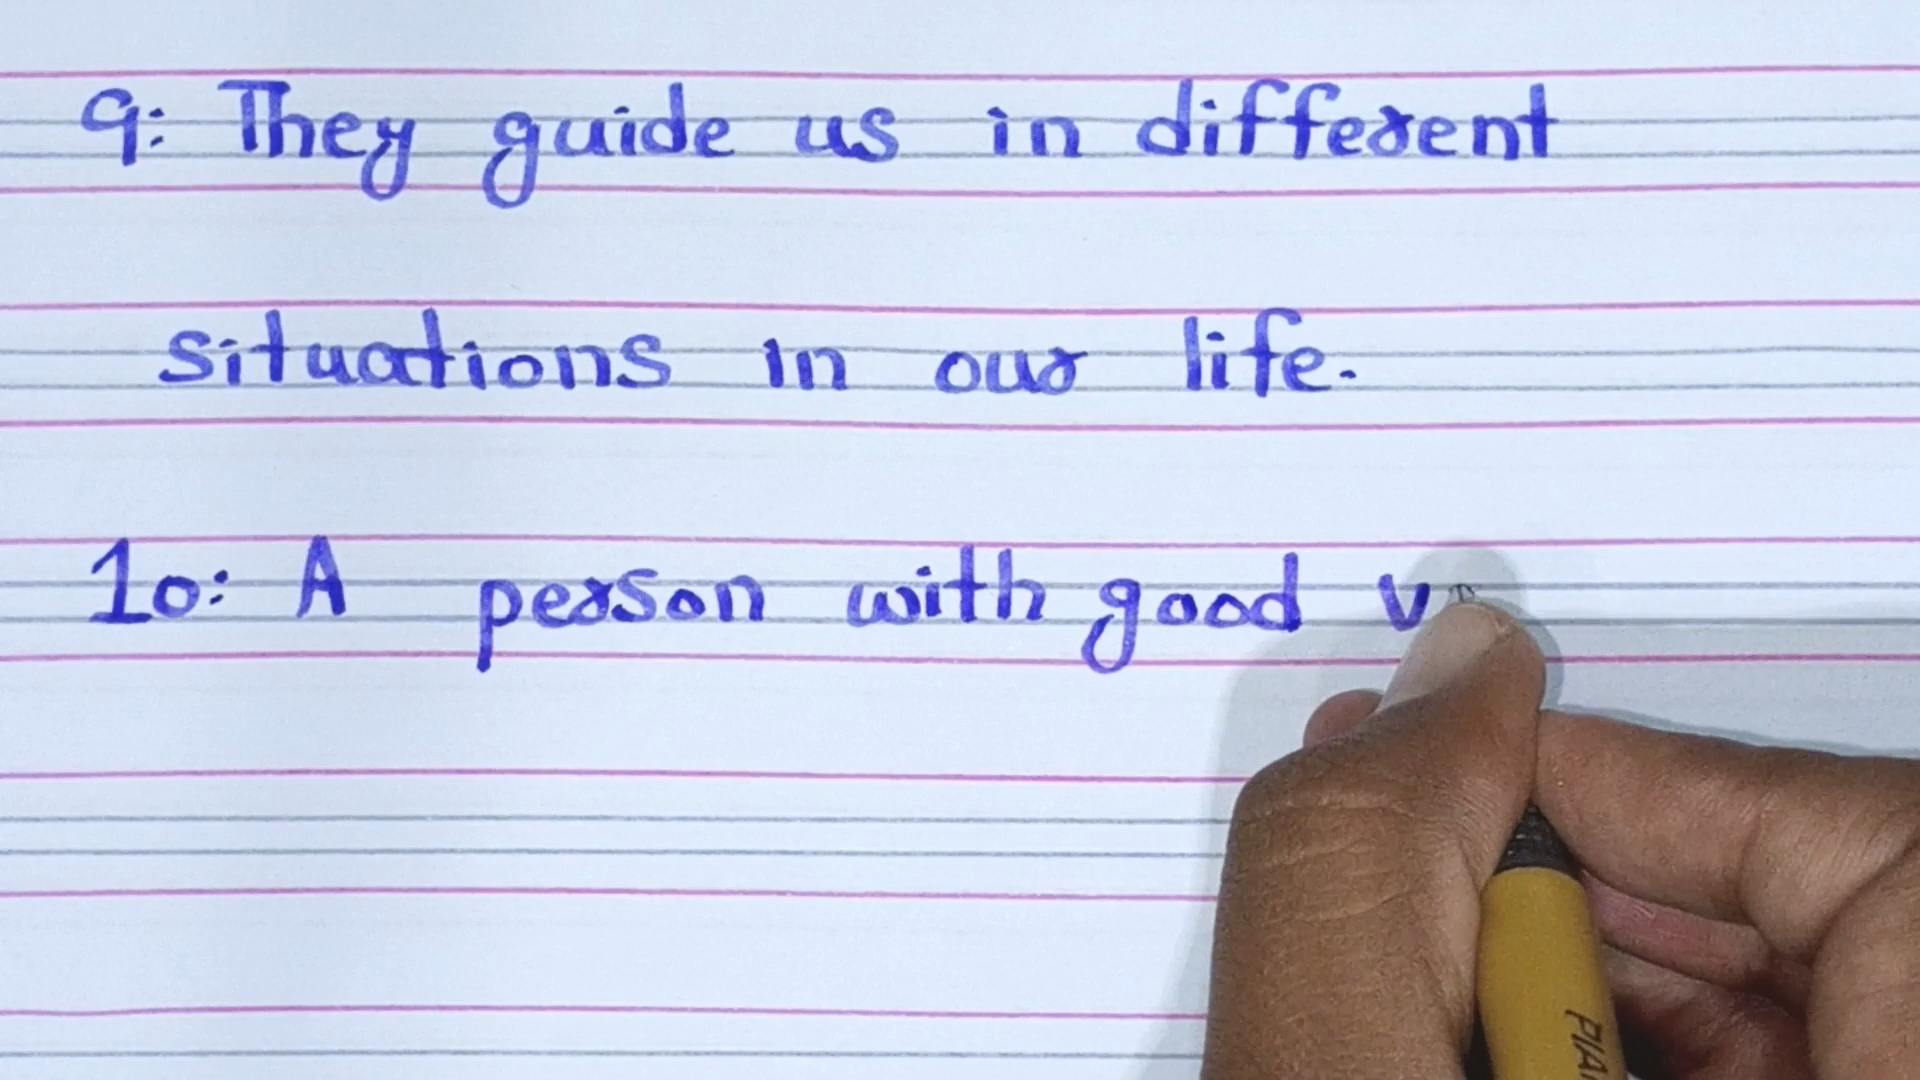 9: They guide us in different
situations in our life.
10: A person with good